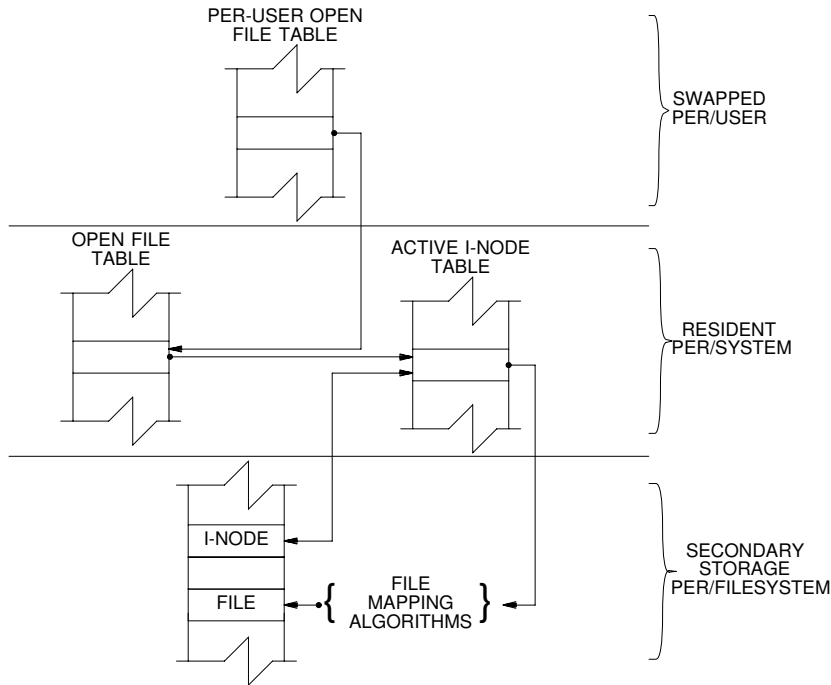 PER-USER OPEN
FILE TABLE
SWAPPED
PER/USER
OPEN FILE
TABLE
ACTIVE I-NODE
TABLE
RESIDENT
PER/SYSTEM
I-NODE
FILE
{ FILE
MAPPING
ALGORITHMS }
SECONDARY
STORAGE
PER/FILESYSTEM